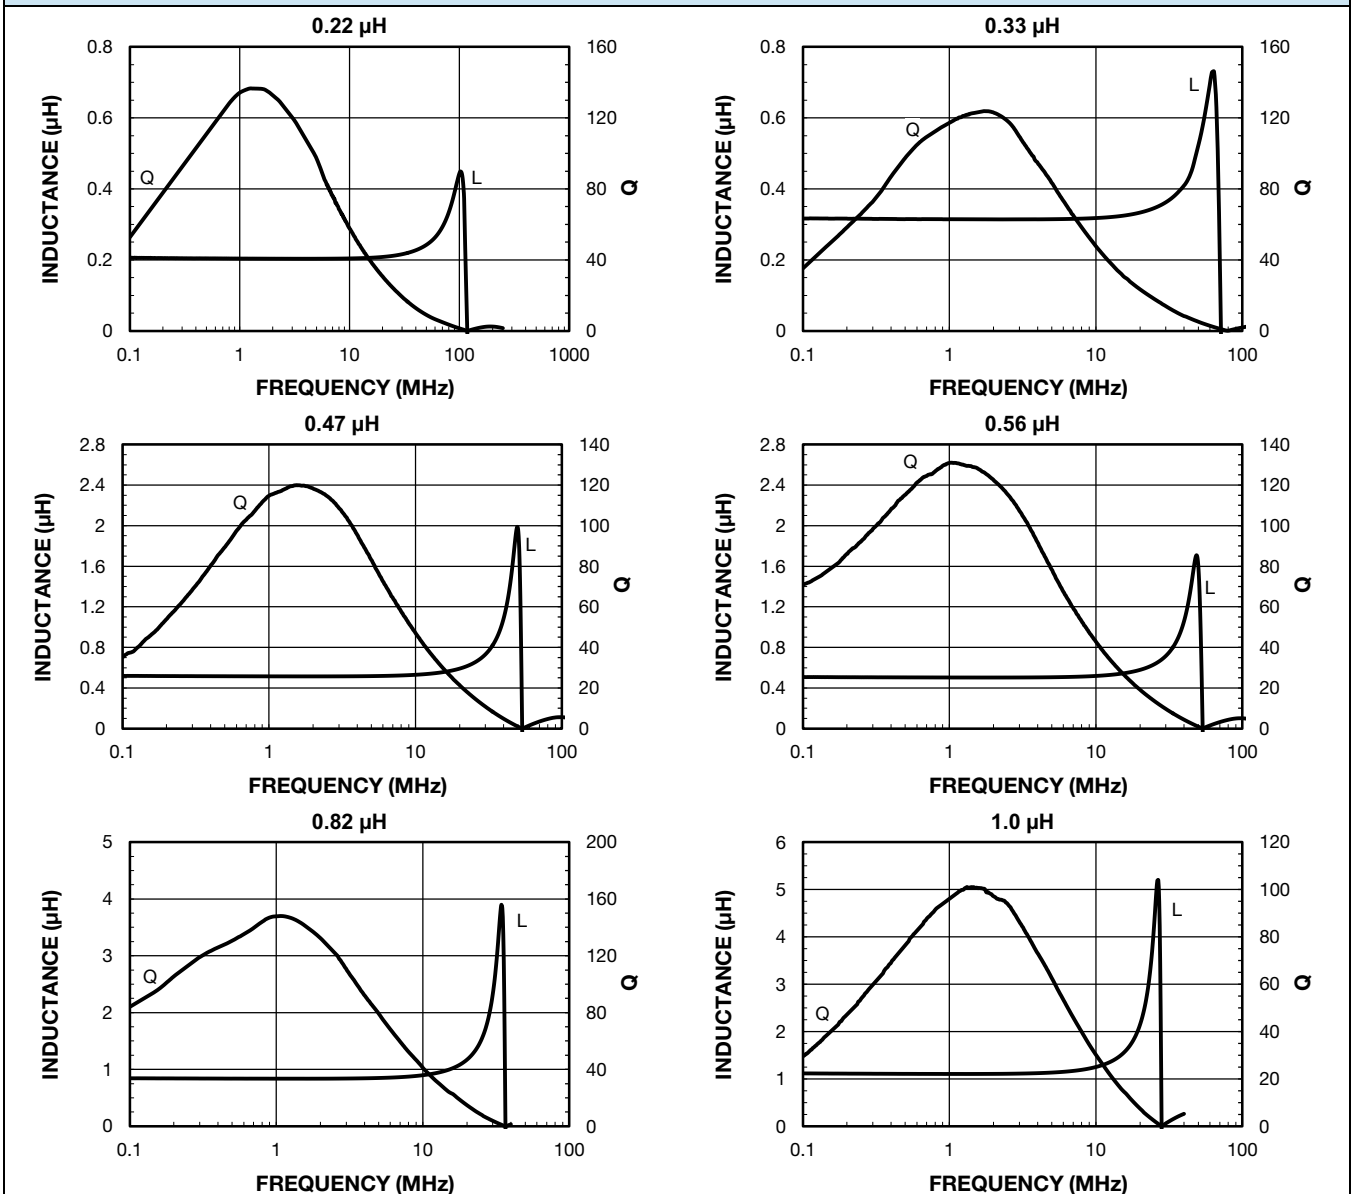 0.22 µH
0.8
0.6
0.4
0.2
0
160
120
80
40
0
0.1
1
10
100
1000
INDUCTANCE (µH)
Q
FREQUENCY (MHz)
Q
L
0.33 µH
0.8
0.6
0.4
0.2
0
160
120
80
40
0
0.1
1
10
100
INDUCTANCE (µH)
Q
FREQUENCY (MHz)
Q
L
0.47 µH
2.8
2.4
2
1.6
1.2
0.8
0.4
0
140
120
100
80
60
40
20
0
0.1
1
10
100
INDUCTANCE (µH)
Q
FREQUENCY (MHz)
Q
L
0.56 µH
2.8
2.4
2
1.6
1.2
0.8
0.4
0
140
120
100
80
60
40
20
0
0.1
1
10
100
INDUCTANCE (µH)
Q
FREQUENCY (MHz)
Q
L
0.82 µH
5
4
3
2
1
0
200
160
120
80
40
0
0.1
1
10
100
INDUCTANCE (µH)
Q
FREQUENCY (MHz)
Q
L
1.0 µH
6
5
4
3
2
1
0
120
100
80
60
40
20
0
0.1
1
10
100
INDUCTANCE (µH)
Q
FREQUENCY (MHz)
Q
L